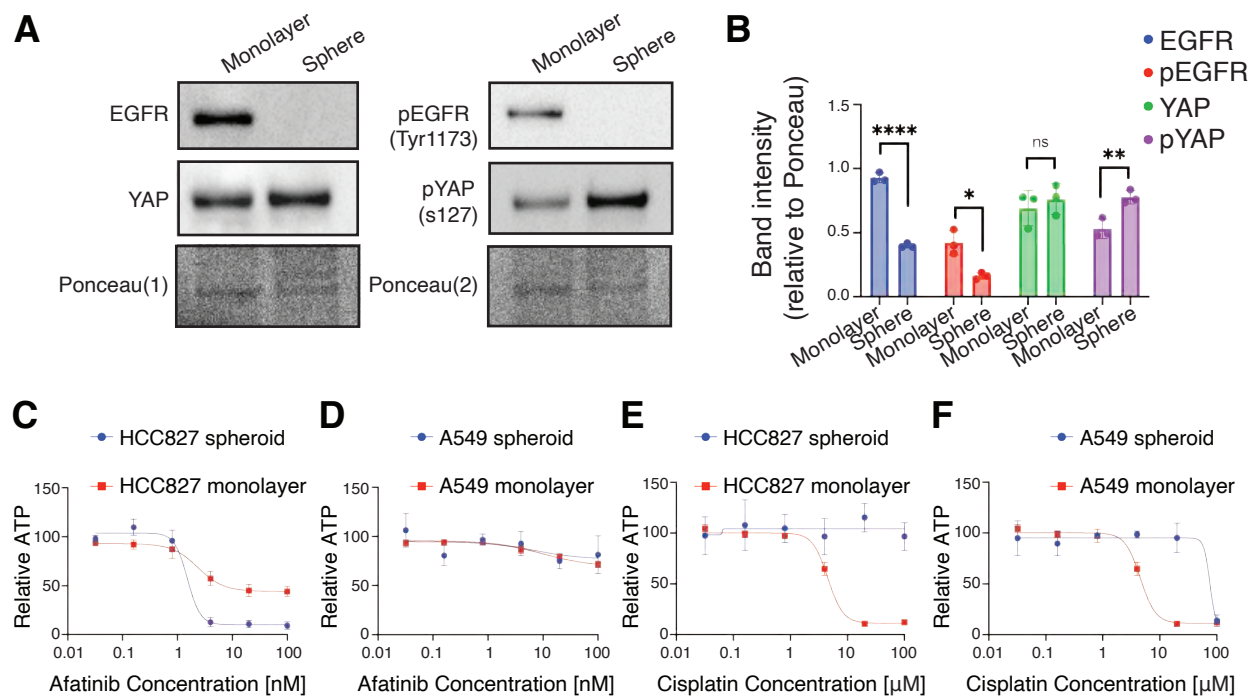 A
Monolayer
Sphere
Monolayer
Sphere
EGFR
pEGFR
(Tyr1173)
YAP
pYAP
(s127)
Ponceau(1)
Ponceau(2)
B
EGFR
pEGFR
YAP
pYAP
Band intensity
(relative to Ponceau)
1.5
1.0
0.5
0.0
****
*
ns
**
Monolayer
Sphere
Monolayer
Sphere
Monolayer
Sphere
Monolayer
Sphere
C
HCC827 spheroid
HCC827 monolayer
Relative ATP
150
100
50
0
0.01 0.1 1 10 100
Afatinib Concentration [nM]
D
A549 spheroid
A549 monolayer
Relative ATP
150
100
50
0
0.01 0.1 1 10 100
Afatinib Concentration [nM]
E
HCC827 spheroid
HCC827 monolayer
Relative ATP
150
100
50
0
0.01 0.1 1 10 100
Cisplatin Concentration [μM]
F
A549 spheroid
A549 monolayer
Relative ATP
150
100
50
0
0.01 0.1 1 10 100
Cisplatin Concentration [μM]